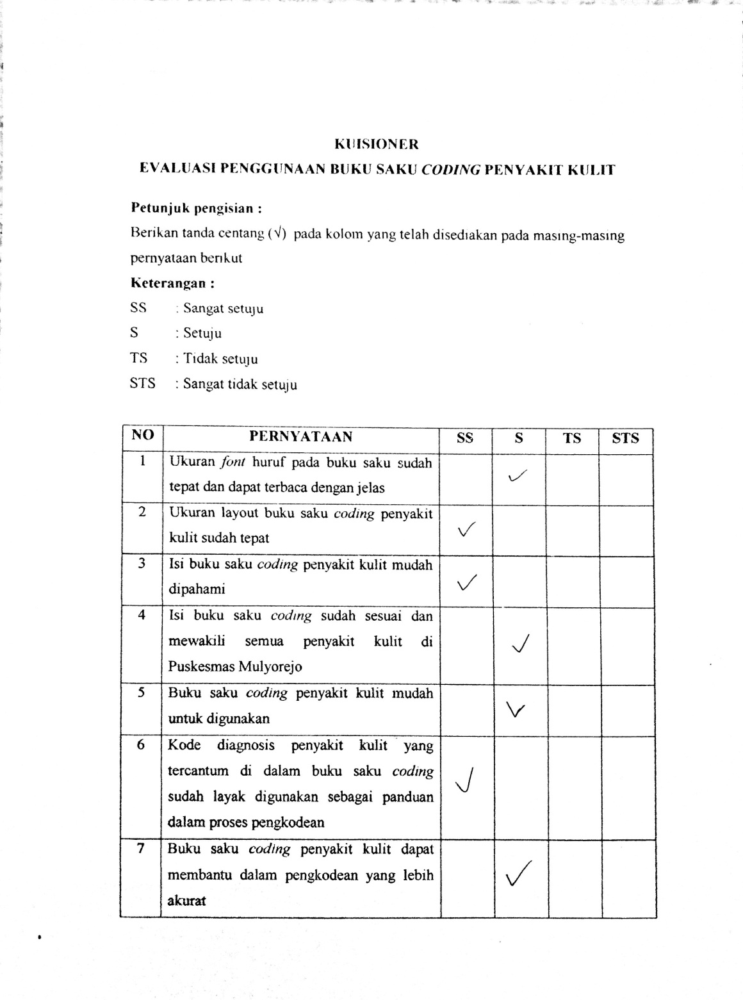 KUISIONER
EVALUASI PENGGUNAAN BUKU SAKU CODING PENYAKIT KULIT
Petunjuk pengisian :
Berikan tanda centang (√) pada kolom yang telah disediakan pada masing-masing
pernyataan berikut
Keterangan :
SS : Sangat setuju
S : Setuju
TS : Tidak setuju
STS : Sangat tidak setuju
NO PERNYATAAN SS S TS STS
1 Ukuran font huruf pada buku saku sudah
tepat dan dapat terbaca dengan jelas ✓
2 Ukuran layout buku saku coding penyakit
kulit sudah tepat ✓
3 Isi buku saku coding penyakit kulit mudah
dipahami ✓
4 Isi buku saku coding sudah sesuai dan
mewakili semua penyakit kulit di ✓
Puskesmas Mulyorejo
5 Buku saku coding penyakit kulit mudah
untuk digunakan ✓
6 Kode diagnosis penyakit kulit yang
tercantum di dalam buku saku coding ✓
sudah layak digunakan sebagai panduan
dalam proses pengkodean
7 Buku saku coding penyakit kulit dapat
membantu dalam pengkodean yang lebih ✓
akurat